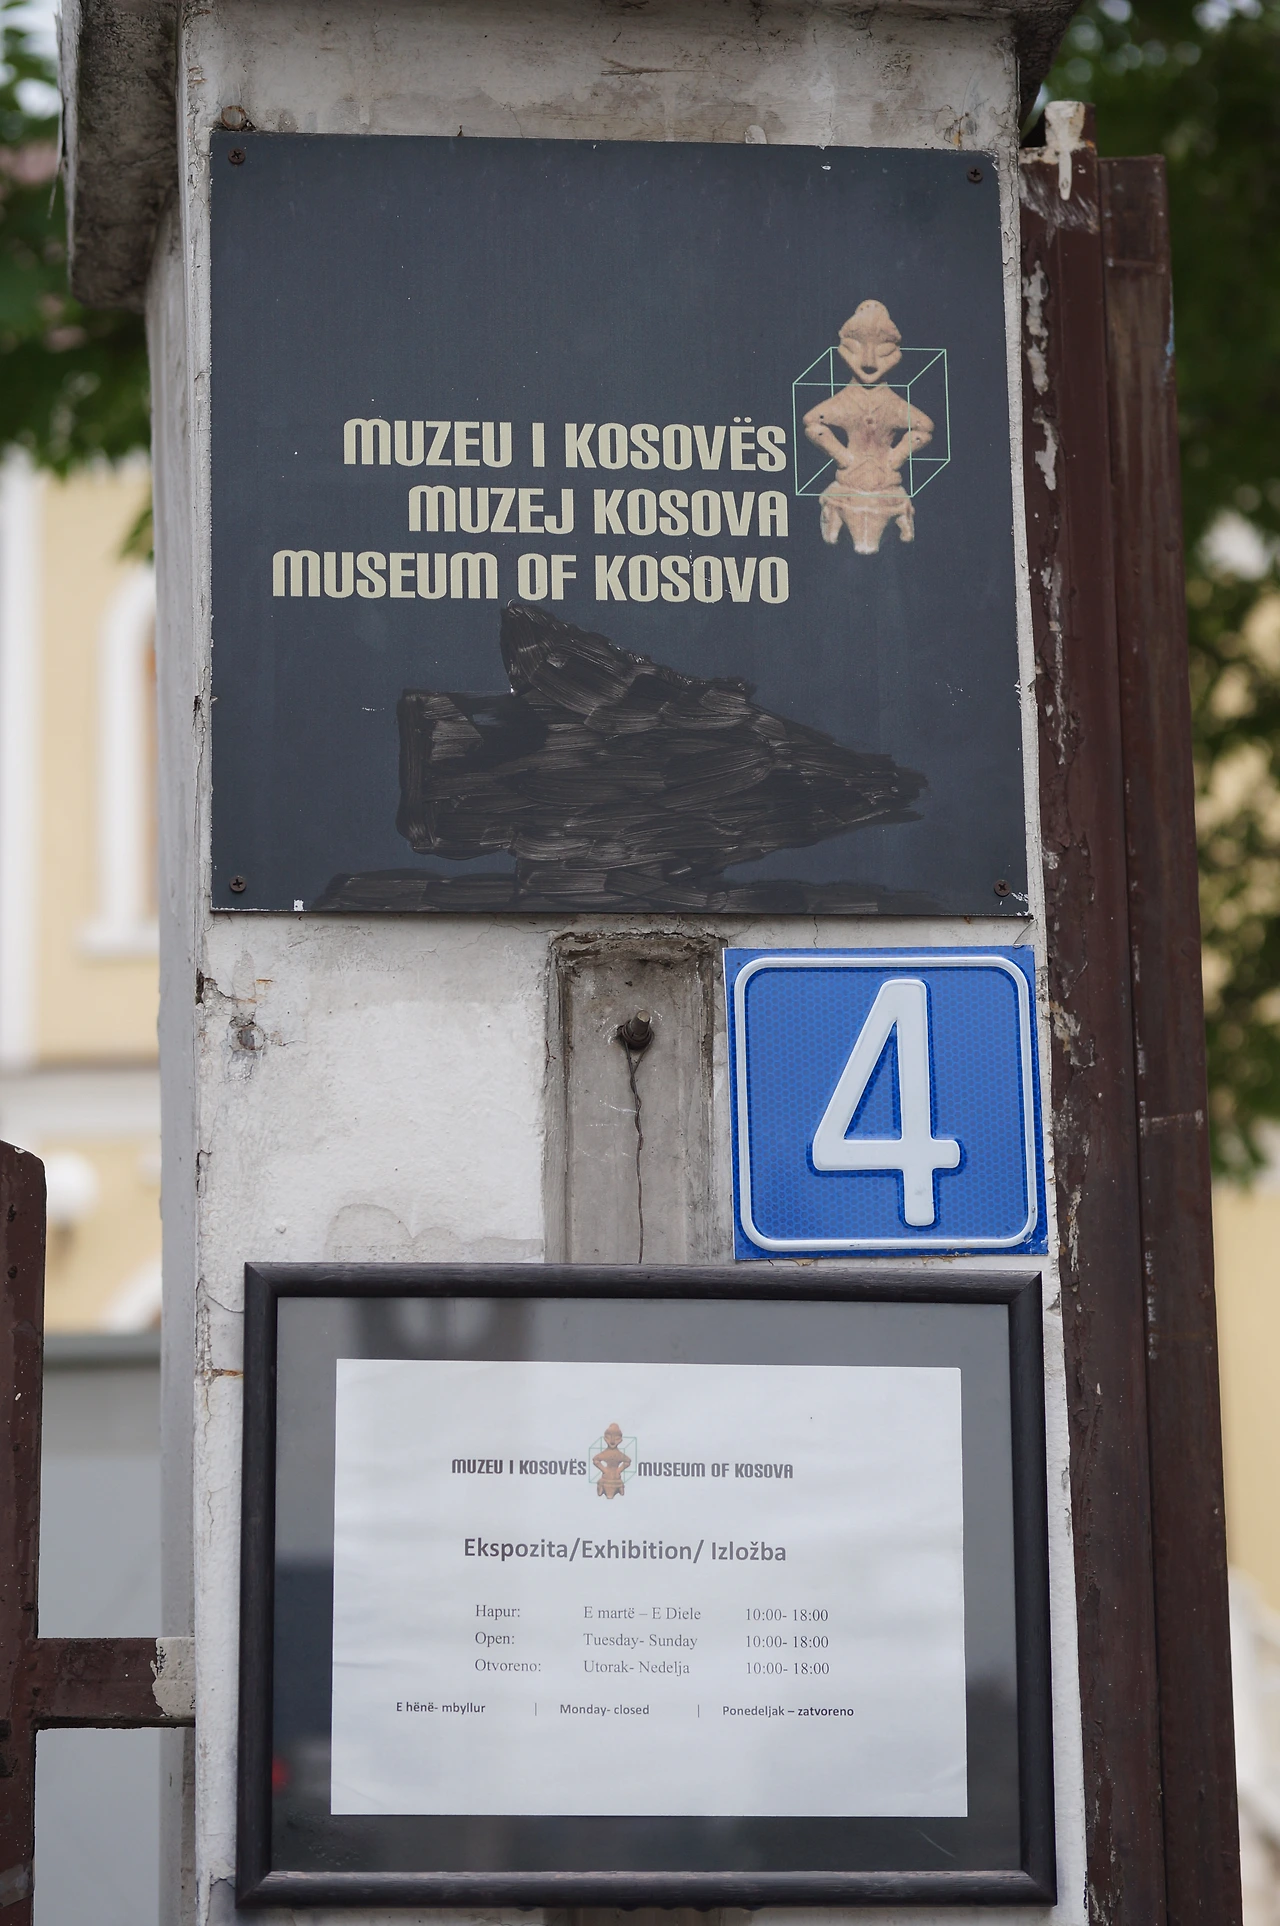 MUZEU I KOSOVËS
MUZEJ KOSOVA
MUSEUM OF KOSOVO
4
MUZEU I KOSOVËS MUSEUM OF KOSOVA
Ekspozita/Exhibition/ Izložba
Hapur: E martë – E Diele 10:00- 18:00
Open: Tuesday- Sunday 10:00- 18:00
Otvoreno: Utorak- Nedelja 10:00- 18:00
E hënë- mbyllur | Monday- closed | Ponedeljak – zatvoreno